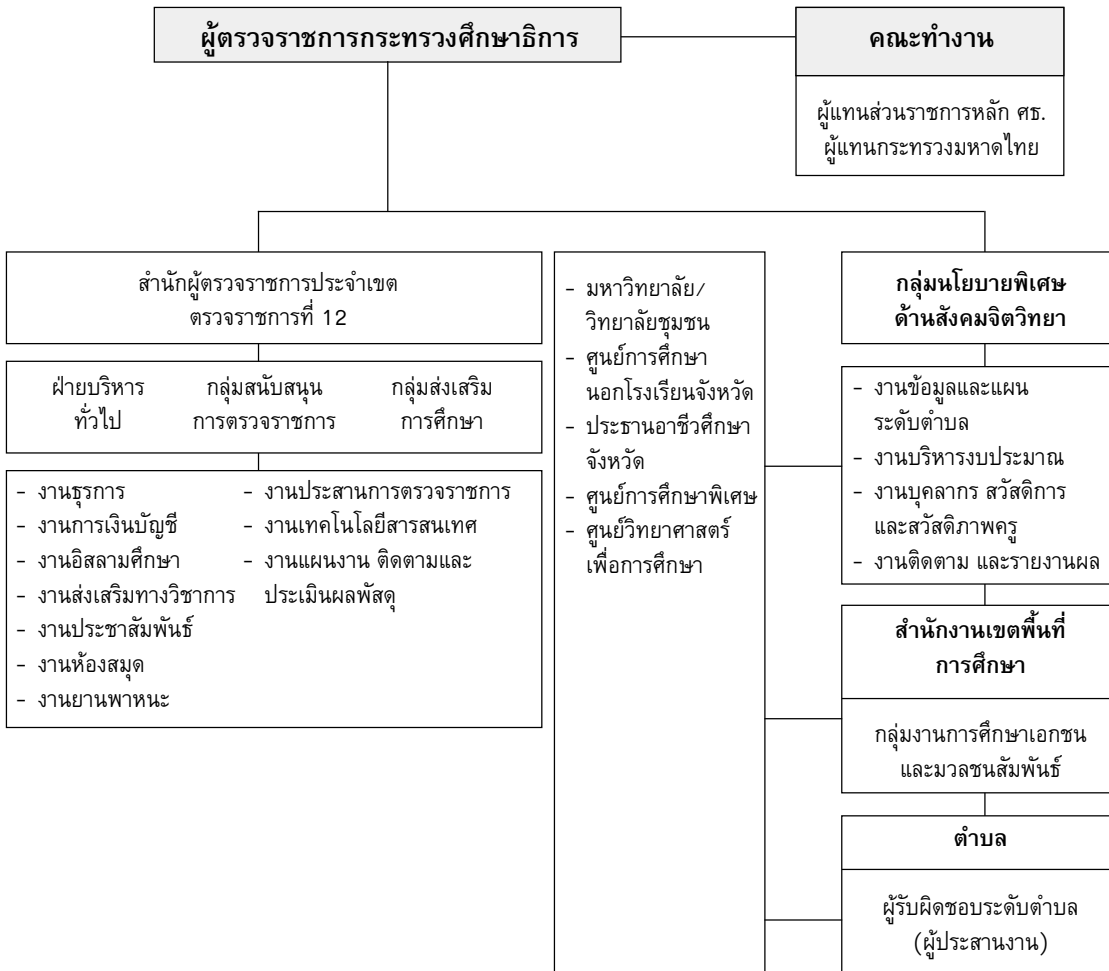 ผู้ตรวจราชการกระทรวงศึกษาธิการ
คณะทำงาน
ผู้แทนส่วนราชการหลัก ศธ.
ผู้แทนกระทรวงมหาดไทย
สำนักผู้ตรวจราชการประจำเขต
ตรวจราชการที่ 12
ฝ่ายบริหาร
ทั่วไป
กลุ่มสนับสนุน
การตรวจราชการ
กลุ่มส่งเสริม
การศึกษา
- งานธุรการ
- งานการเงินบัญชี
- งานอิสลามศึกษา
- งานส่งเสริมทางวิชาการ
- งานประชาสัมพันธ์
- งานห้องสมุด
- งานยานพาหนะ
- งานประสานการตรวจราชการ
- งานเทคโนโลยีสารสนเทศ
- งานแผนงาน ติดตามและ
ประเมินผลพัสดุ
- มหาวิทยาลัย/
วิทยาลัยชุมชน
- ศูนย์การศึกษา
นอกโรงเรียนจังหวัด
- ประธานอาชีวศึกษา
จังหวัด
- ศูนย์การศึกษาพิเศษ
- ศูนย์วิทยาศาสตร์
เพื่อการศึกษา
กลุ่มนโยบายพิเศษ
ด้านสังคมจิตวิทยา
- งานข้อมูลและแผน
ระดับตำบล
- งานบริหารงบประมาณ
- งานบุคลากร สวัสดิการ
และสวัสดิภาพครู
- งานติดตาม และรายงานผล
สำนักงานเขตพื้นที่
การศึกษา
กลุ่มงานการศึกษาเอกชน
และมวลชนสัมพันธ์
ตำบล
ผู้รับผิดชอบระดับตำบล
(ผู้ประสานงาน)